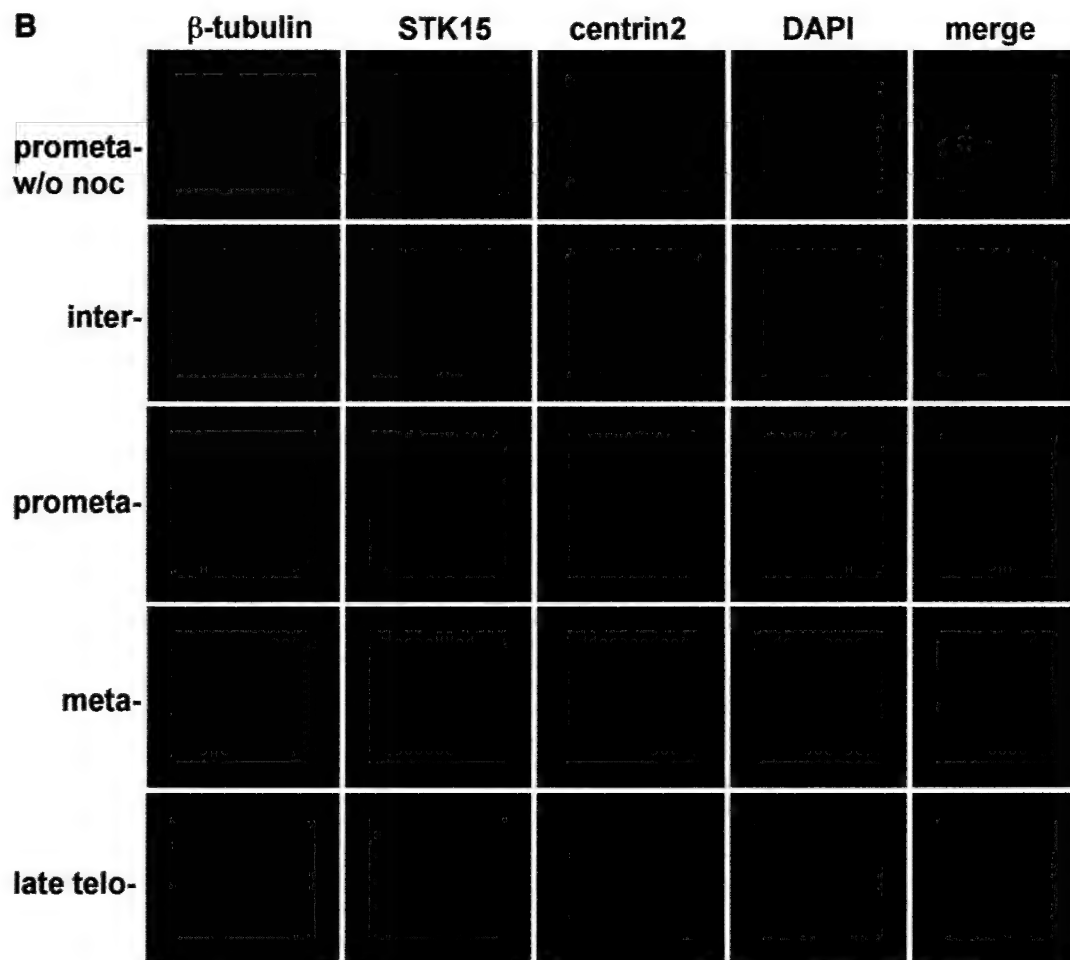 B
β-tubulin STK15 centrin2 DAPI merge
prometa-
w/o noc
inter-
prometa-
meta-
late telo-